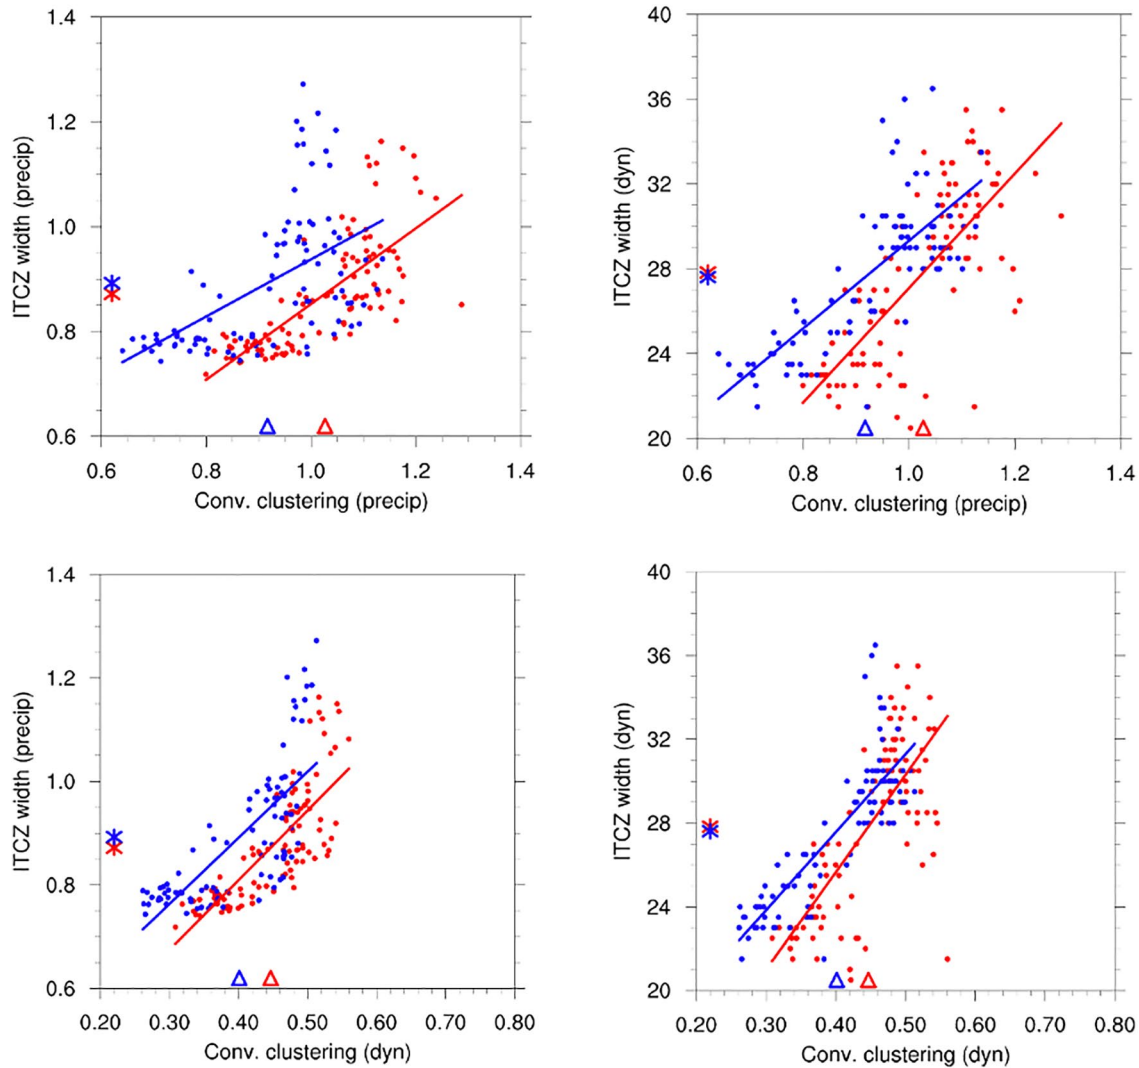 1.4
1.2
1.0
0.8
0.6
ITCZ width (precip)
0.6 0.8 1.0 1.2 1.4
Conv. clustering (precip)
40
36
32
28
24
20
ITCZ width (dyn)
0.6 0.8 1.0 1.2 1.4
Conv. clustering (precip)
1.4
1.2
1.0
0.8
0.6
ITCZ width (precip)
0.20 0.30 0.40 0.50 0.60 0.70 0.80
Conv. clustering (dyn)
40
36
32
28
24
20
ITCZ width (dyn)
0.20 0.30 0.40 0.50 0.60 0.70 0.80
Conv. clustering (dyn)